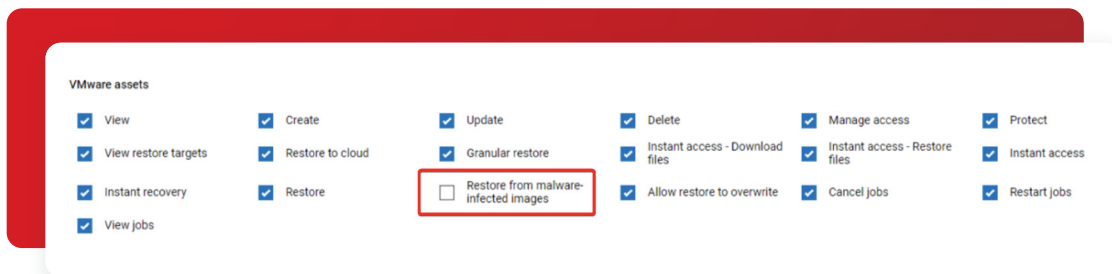 VMware assets
View
Create
Update
Delete
Manage access
Protect
View restore targets
Restore to cloud
Granular restore
Instant access - Download
files
Instant access - Restore
files
Instant access
Instant recovery
Restore
Restore from malware-
infected images
Allow restore to overwrite
Cancel jobs
Restart jobs
View jobs